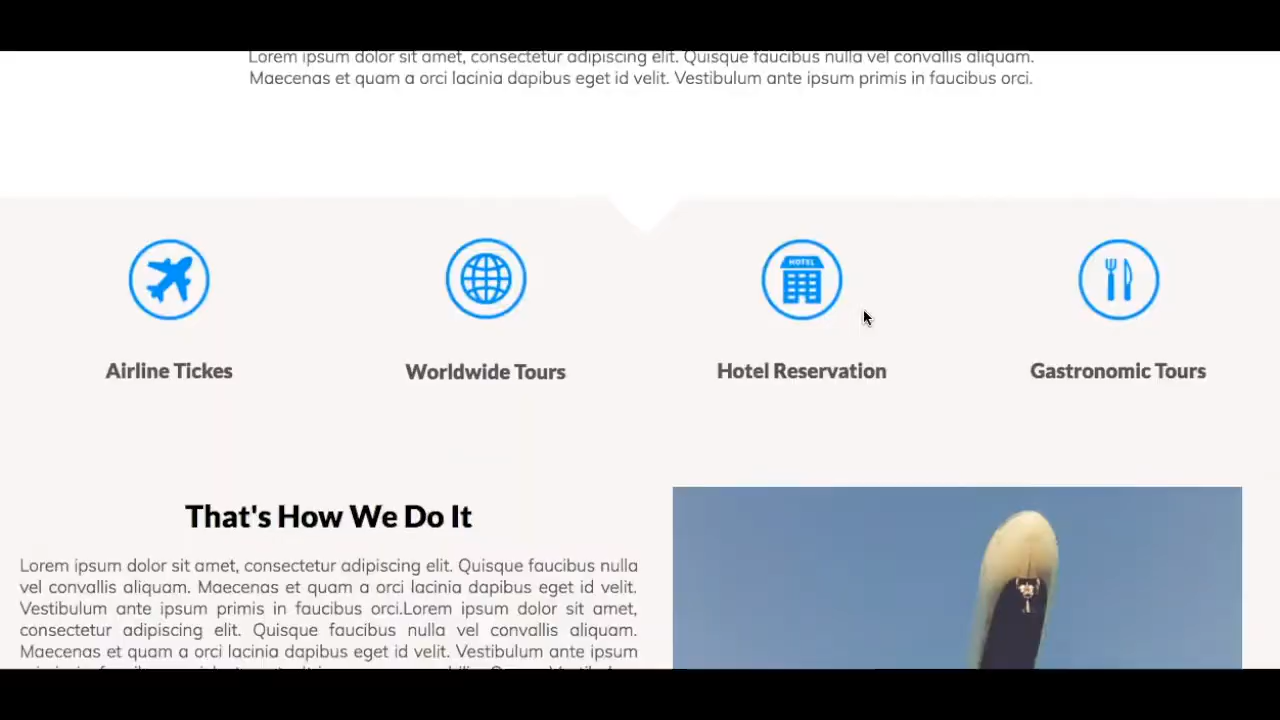 Lorem ipsum dolor sit amet, consectetur adipiscing elit. Quisque faucibus nulla vel convallis aliquam.
Maecenas et quam a orci lacinia dapibus eget id velit. Vestibulum ante ipsum primis in faucibus orci.
HOTEL
Airline Tickes
Worldwide Tours
Hotel Reservation
Gastronomic Tours
That's How We Do It
Lorem ipsum dolor sit amet, consectetur adipiscing elit. Quisque faucibus nulla
vel convallis aliquam. Maecenas et quam a orci lacinia dapibus eget id velit.
Vestibulum ante ipsum primis in faucibus orci.Lorem ipsum dolor sit amet,
consectetur adipiscing elit. Quisque faucibus nulla vel convallis aliquam.
Maecenas et quam a orci lacinia dapibus eget id velit. Vestibulum ante ipsum